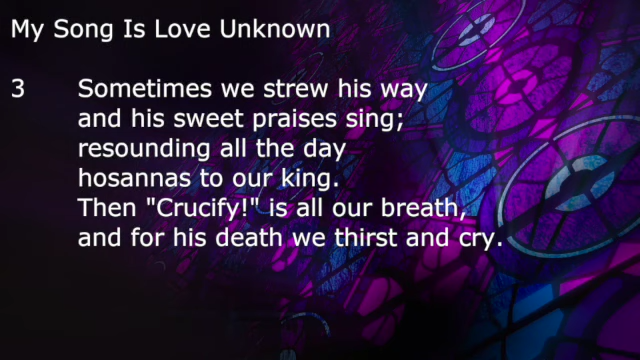 My Song Is Love Unknown
3 Sometimes we strew his way
and his sweet praises sing;
resounding all the day
hosannas to our king.
Then "Crucify!" is all our breath,
and for his death we thirst and cry.